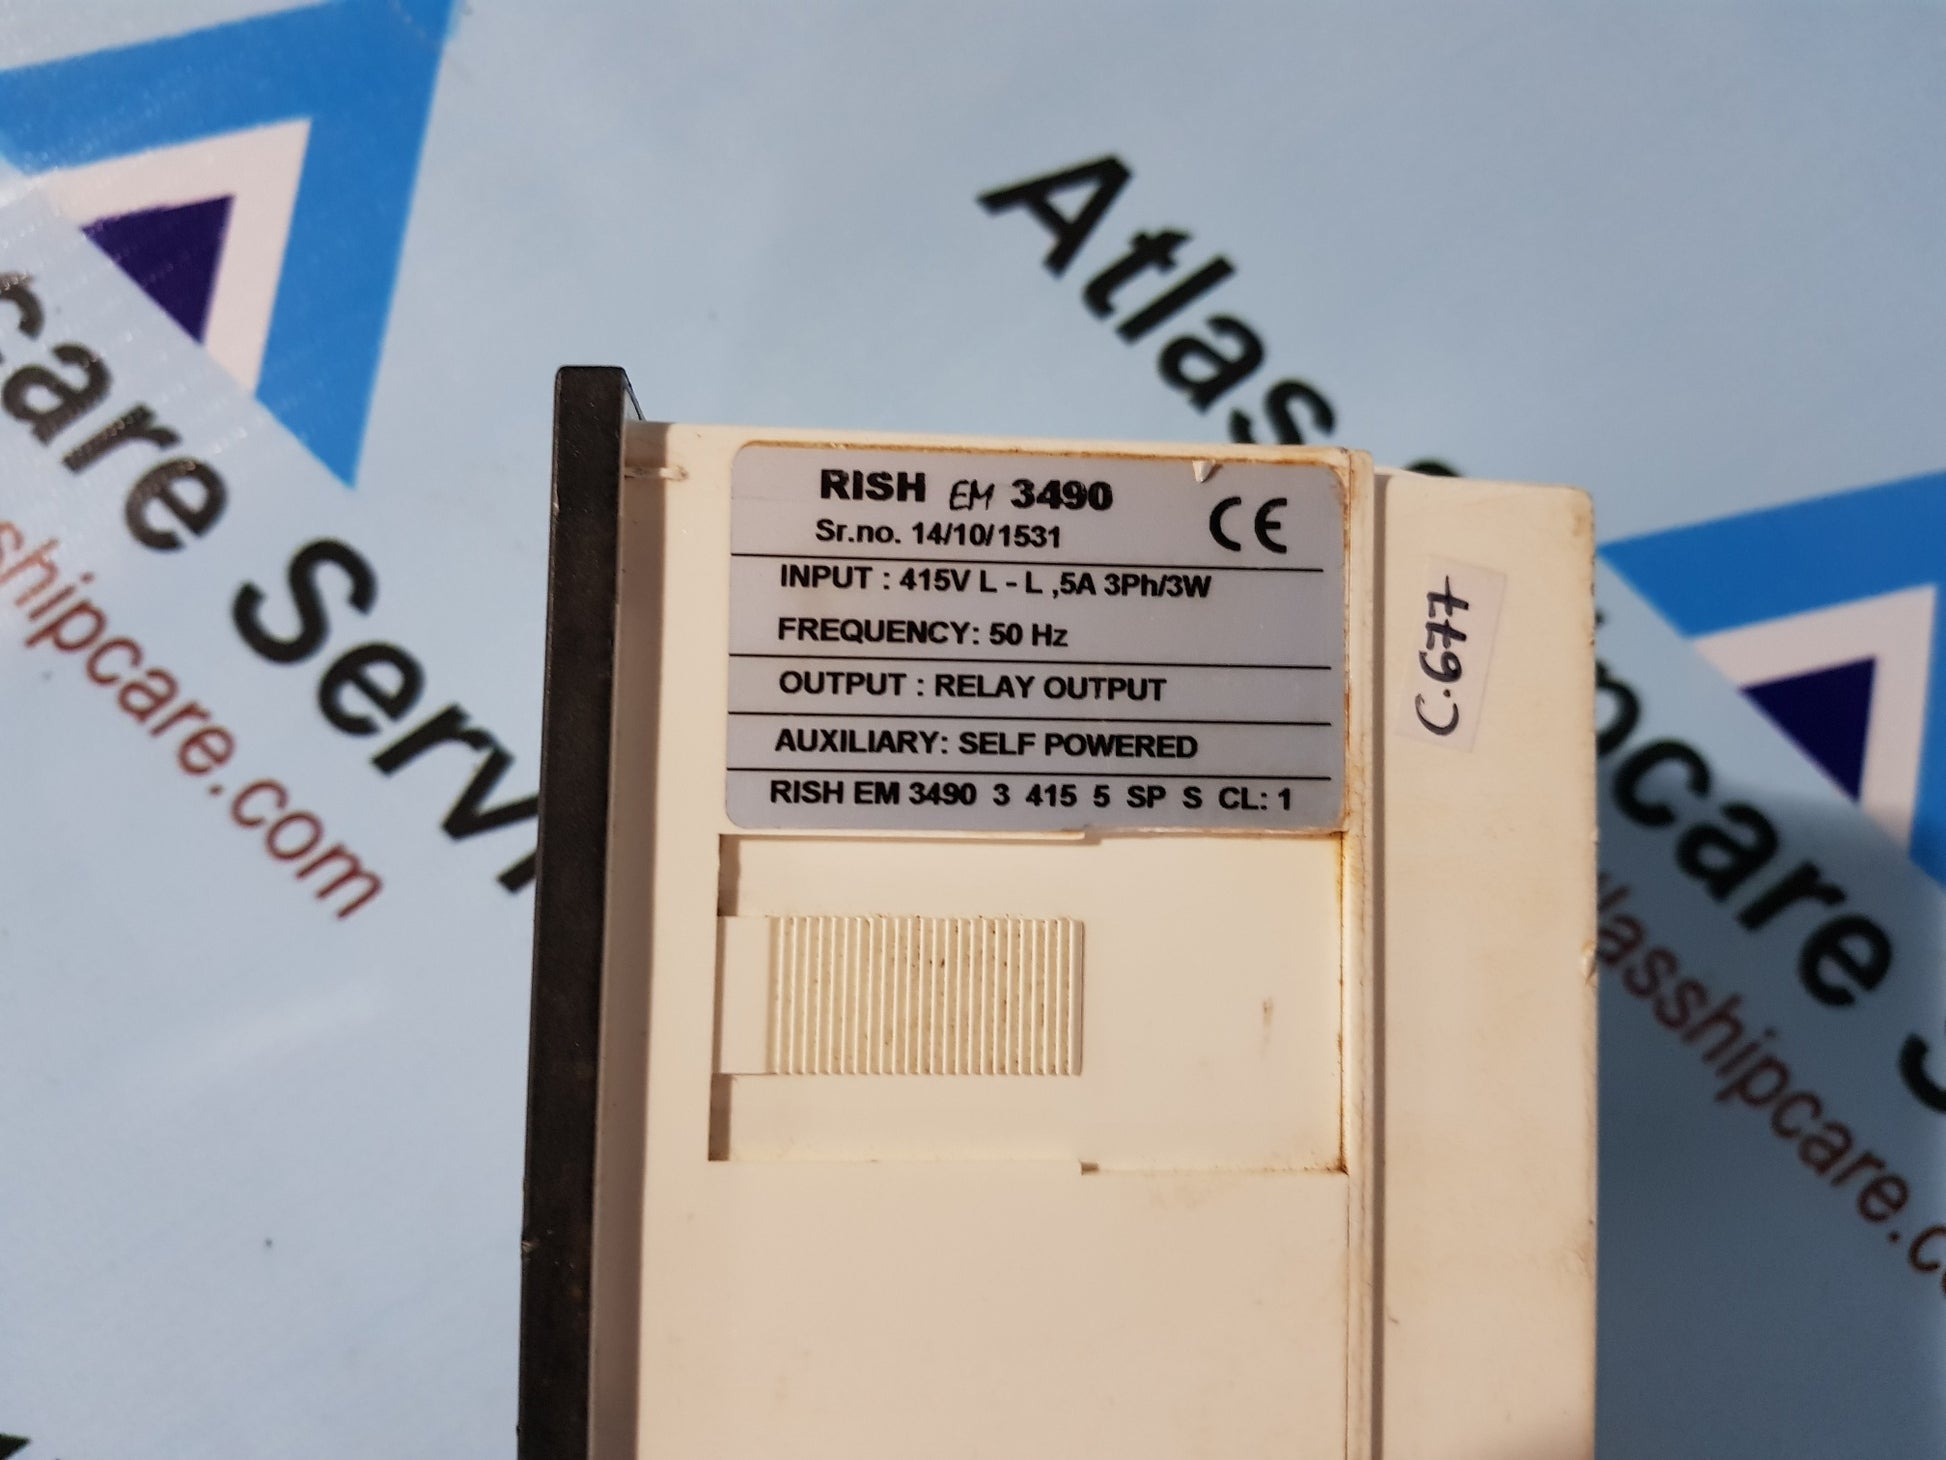 Atlas
care Serv
shipcare.com
RISH EM 3490
Sr.no. 14/10/1531
CE
INPUT : 415V L - L ,5A 3Ph/3W
FREQUENCY: 50 Hz
OUTPUT : RELAY OUTPUT
AUXILIARY: SELF POWERED
RISH EM 3490 3 415 5 SP S CL: 1
C.677
pcare S
lasshipcare.c